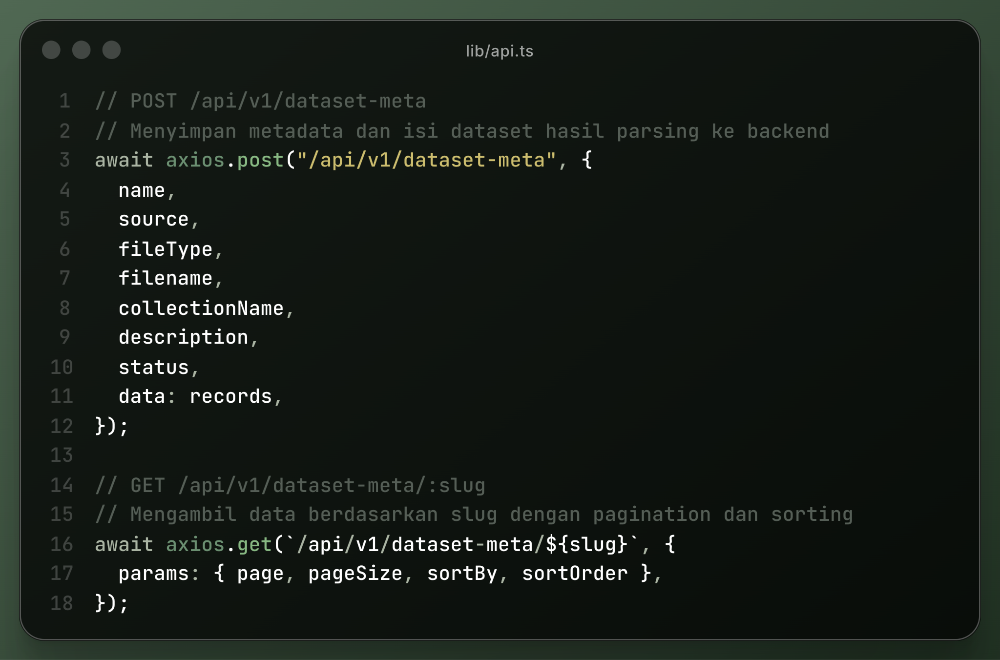 lib/api.ts
1 // POST /api/v1/dataset-meta
2 // Menyimpan metadata dan isi dataset hasil parsing ke backend
3 await axios.post("/api/v1/dataset-meta", {
4   name,
5   source,
6   fileType,
7   filename,
8   collectionName,
9   description,
10   status,
11   data: records,
12 });
13
14 // GET /api/v1/dataset-meta/:slug
15 // Mengambil data berdasarkan slug dengan pagination dan sorting
16 await axios.get(`/api/v1/dataset-meta/${slug}`, {
17   params: { page, pageSize, sortBy, sortOrder },
18 });